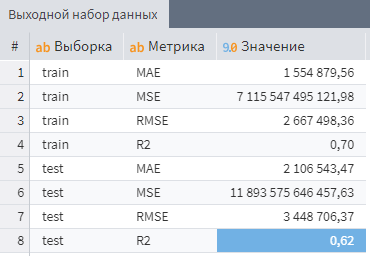 Выходной набор данных
# ab Выборка ab Метрика 9.0 Значение
1 train MAE 1 554 879,56
2 train MSE 7 115 547 495 121,98
3 train RMSE 2 667 498,36
4 train R2 0,70
5 test MAE 2 106 543,47
6 test MSE 11 893 575 646 457,63
7 test RMSE 3 448 706,37
8 test R2 0,62